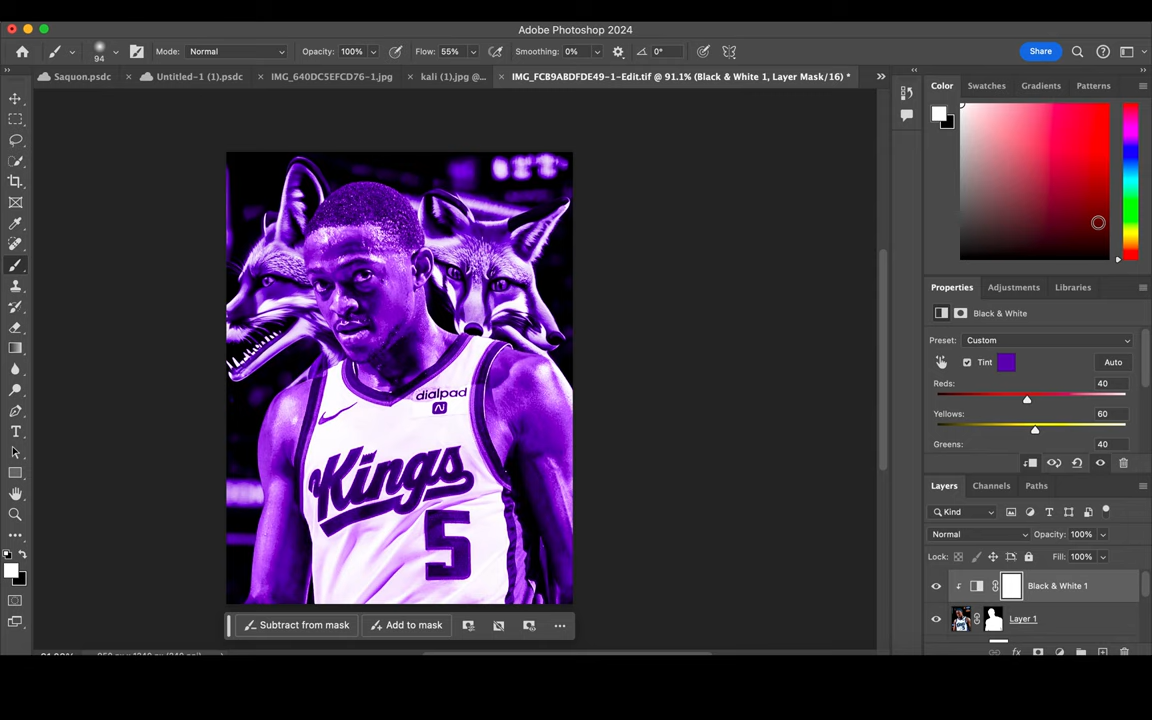 Adobe Photoshop 2024
94 Mode: Normal Opacity: 100% Flow: 55% Smoothing: 0% 0° Share
Saquon.psdc × Untitled-1 (1).psdc × IMG_640DC5EFCD76-1.jpg × kali (1).jpg @... × IMG_FCB9ABDFDE49-1-Edit.tif @ 91.1% (Black & White 1, Layer Mask/16) *
Color Swatches Gradients Patterns
Properties Adjustments Libraries
Black & White
Preset: Custom
Tint Auto
Reds: 40
Yellows: 60
Greens: 40
dialpad
Ai
Kings
5
Layers Channels Paths
Kind
Normal Opacity: 100%
Lock: Fill: 100%
Black & White 1
Layer 1
Subtract from mask Add to mask